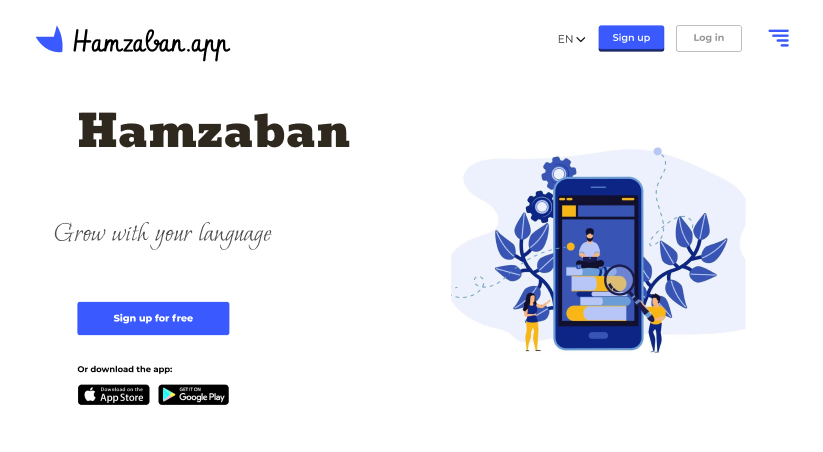 Hamzaban.app
EN
Sign up
Log in
Hamzaban
Grow with your language
Sign up for free
Or download the app:
Download on the
App Store
GET IT ON
Google Play